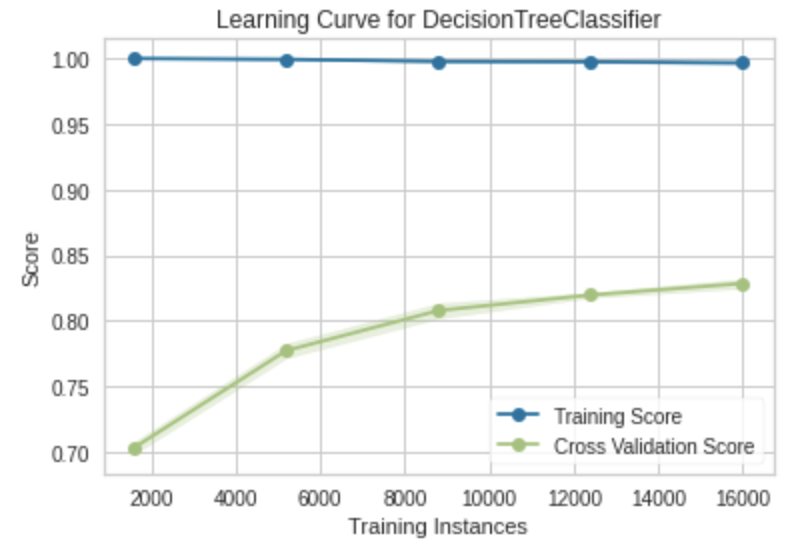 Learning Curve for DecisionTreeClassifier
1.00
0.95
0.90
0.85
0.80
0.75
0.70
Score
Training Score
Cross Validation Score
2000 4000 6000 8000 10000 12000 14000 16000
Training Instances